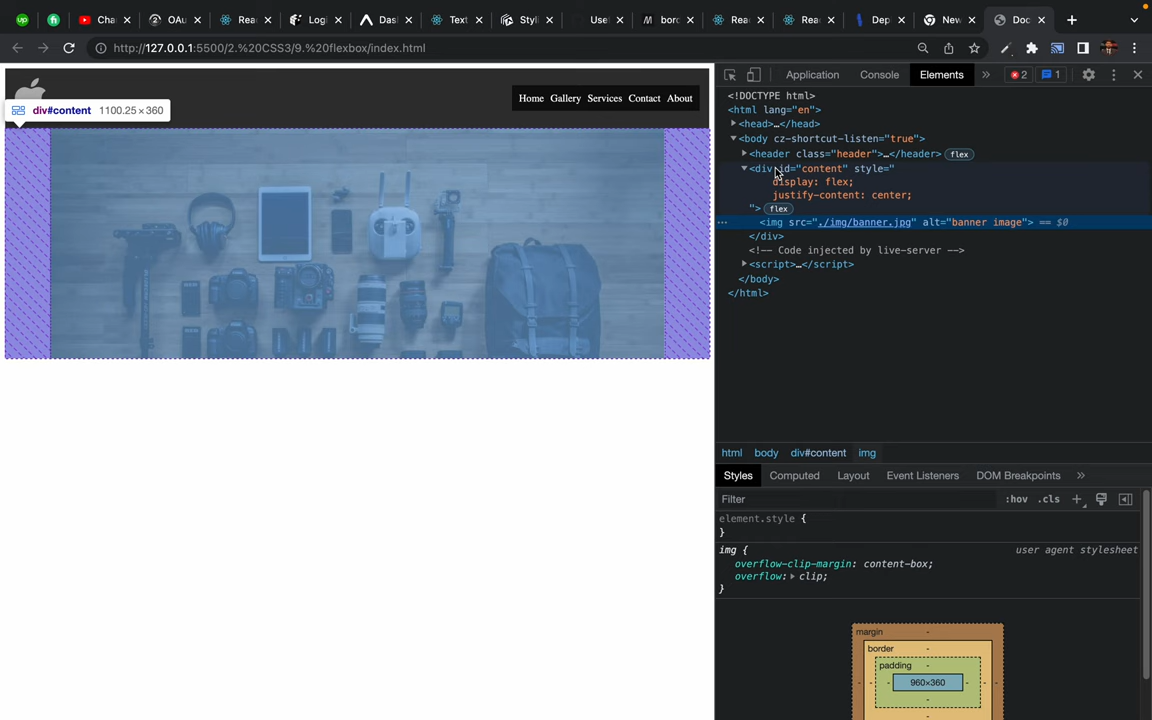 Cha
OAu
Rea
Logi
Das
Text
Styli
Uset
bor
Rea
Rea
Dep
New
Doc
http://127.0.0.1:5500/2.%20CSS3/9.%20flexbox/index.html
div#content 1100.25 × 360
Home Gallery Services Contact About
Application Console Elements » 2 1
<!DOCTYPE html>
<html lang="en">
<head>…</head>
<body cz-shortcut-listen="true">
<header class="header">…</header> flex
<div id="content" style="
display: flex;
justify-content: center;
"> flex
… <img src="./img/banner.jpg" alt="banner image"> == $0
</div>
<!-- Code injected by live-server -->
<script>…</script>
</body>
</html>
html body div#content img
Styles Computed Layout Event Listeners DOM Breakpoints »
Filter :hov .cls +
element.style {
}
img { user agent stylesheet
overflow-clip-margin: content-box;
overflow: clip;
}
margin -
border -
padding -
- - - 960×360 - - -
-
-